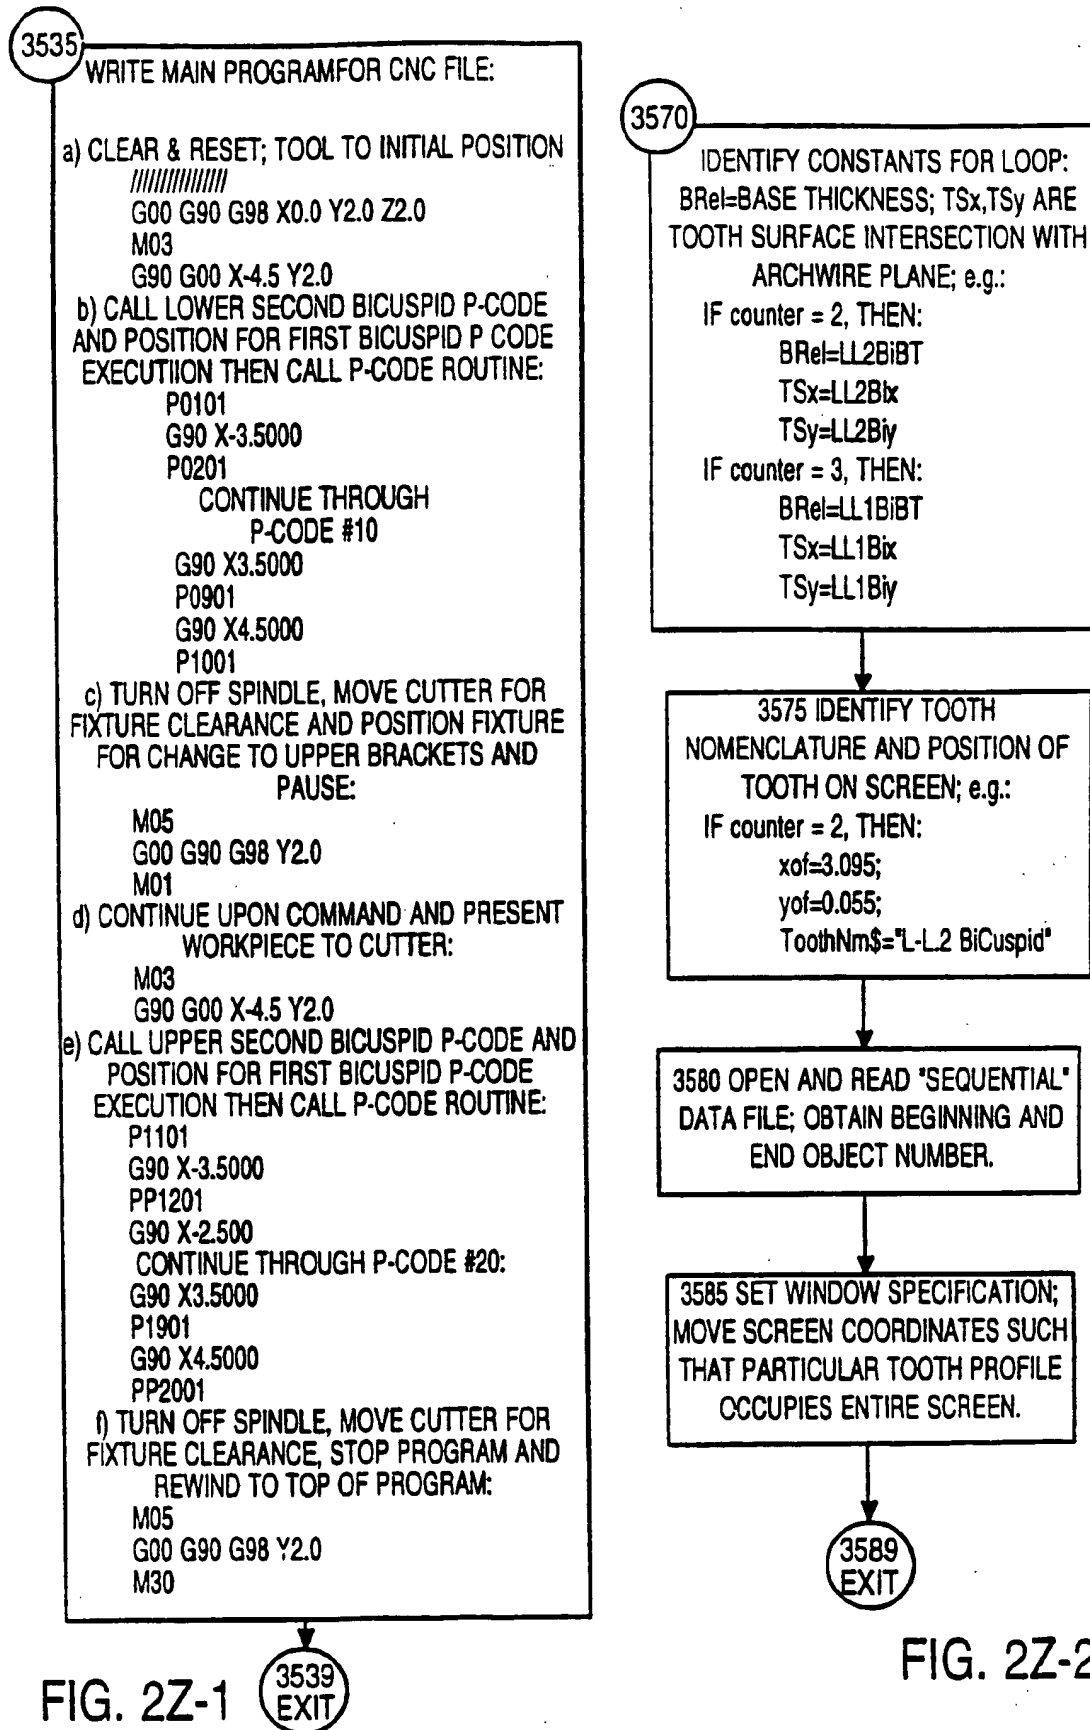 3535
WRITE MAIN PROGRAMFOR CNC FILE:
a) CLEAR & RESET; TOOL TO INITIAL POSITION
////////////////
G00 G90 G98 X0.0 Y2.0 Z2.0
M03
G90 G00 X-4.5 Y2.0
b) CALL LOWER SECOND BICUSPID P-CODE
AND POSITION FOR FIRST BICUSPID P CODE
EXECUTIION THEN CALL P-CODE ROUTINE:
P0101
G90 X-3.5000
P0201
CONTINUE THROUGH
P-CODE #10
G90 X3.5000
P0901
G90 X4.5000
P1001
c) TURN OFF SPINDLE, MOVE CUTTER FOR
FIXTURE CLEARANCE AND POSITION FIXTURE
FOR CHANGE TO UPPER BRACKETS AND
PAUSE:
M05
G00 G90 G98 Y2.0
M01
d) CONTINUE UPON COMMAND AND PRESENT
WORKPIECE TO CUTTER:
M03
G90 G00 X-4.5 Y2.0
e) CALL UPPER SECOND BICUSPID P-CODE AND
POSITION FOR FIRST BICUSPID P-CODE
EXECUTION THEN CALL P-CODE ROUTINE:
P1101
G90 X-3.5000
PP1201
G90 X-2.500
CONTINUE THROUGH P-CODE #20:
G90 X3.5000
P1901
G90 X4.5000
PP2001
f) TURN OFF SPINDLE, MOVE CUTTER FOR
FIXTURE CLEARANCE, STOP PROGRAM AND
REWIND TO TOP OF PROGRAM:
M05
G00 G90 G98 Y2.0
M30
3539
EXIT
FIG. 2Z-1
3570
IDENTIFY CONSTANTS FOR LOOP:
BRel=BASE THICKNESS; TSx,TSy ARE
TOOTH SURFACE INTERSECTION WITH
ARCHWIRE PLANE; e.g.:
IF counter = 2, THEN:
BRel=LL2BiBT
TSx=LL2BIx
TSy=LL2Biy
IF counter = 3, THEN:
BRel=LL1BiBT
TSx=LL1Bix
TSy=LL1Biy
3575 IDENTIFY TOOTH
NOMENCLATURE AND POSITION OF
TOOTH ON SCREEN; e.g.:
IF counter = 2, THEN:
xof=3.095;
yof=0.055;
ToothNm$="L-L.2 BiCuspid"
3580 OPEN AND READ "SEQUENTIAL"
DATA FILE; OBTAIN BEGINNING AND
END OBJECT NUMBER.
3585 SET WINDOW SPECIFICATION;
MOVE SCREEN COORDINATES SUCH
THAT PARTICULAR TOOTH PROFILE
OCCUPIES ENTIRE SCREEN.
3589
EXIT
FIG. 2Z-2